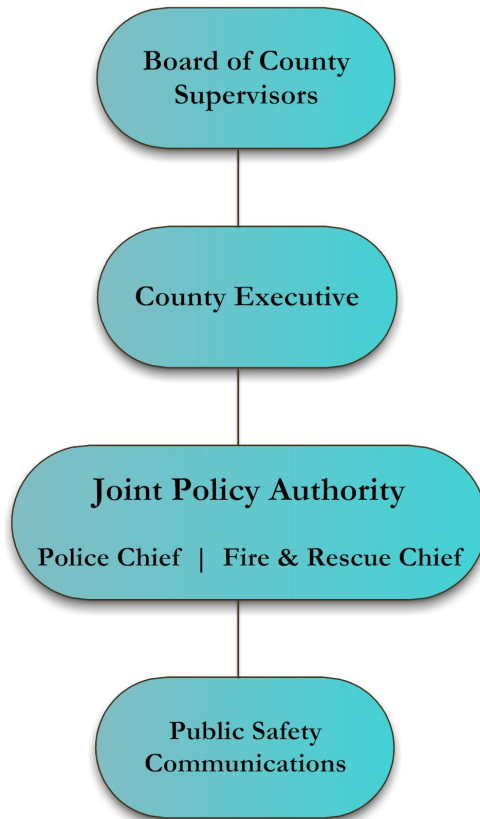 Board of County
Supervisors
County Executive
Joint Policy Authority
Police Chief | Fire & Rescue Chief
Public Safety
Communications